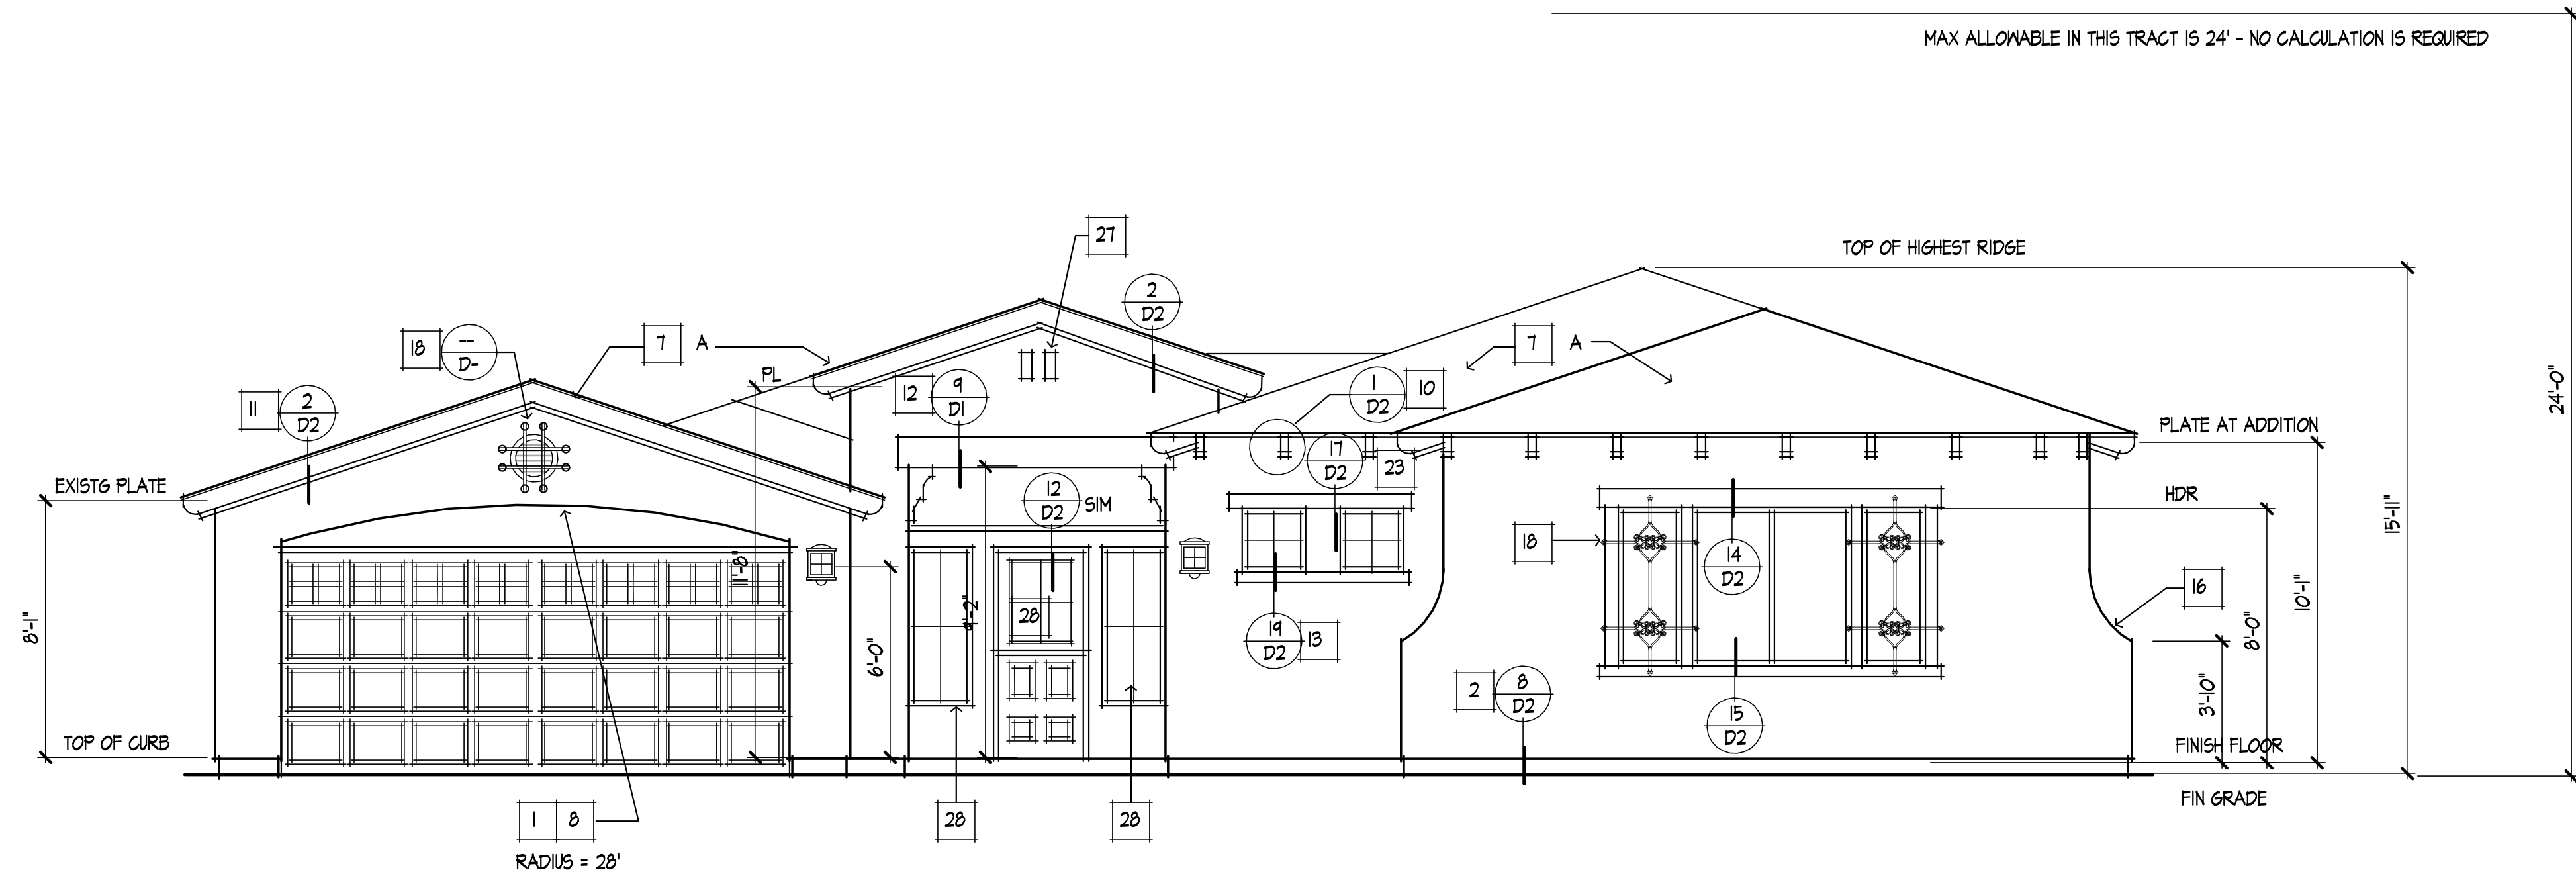 MAX ALLOWABLE IN THIS TRACT IS 24' - NO CALCULATION IS REQUIRED
27
TOP OF HIGHEST RIDGE
2
D2
18
--
D-
7 A
7 A
PL
12
9
D1
1
D2
10
11
2
D2
24'-0"
PLATE AT ADDITION
17
D2
23
EXISTG PLATE
12
D2
SIM
HDR
15'-11"
18
14
D2
11'-8"
16
10'-1"
28
9'-2"
8'-1"
19
D2
13
8'-0"
6'-0"
2
8
D2
3'-10"
15
D2
TOP OF CURB
FINISH FLOOR
FIN GRADE
1 8
28
28
RADIUS = 28'